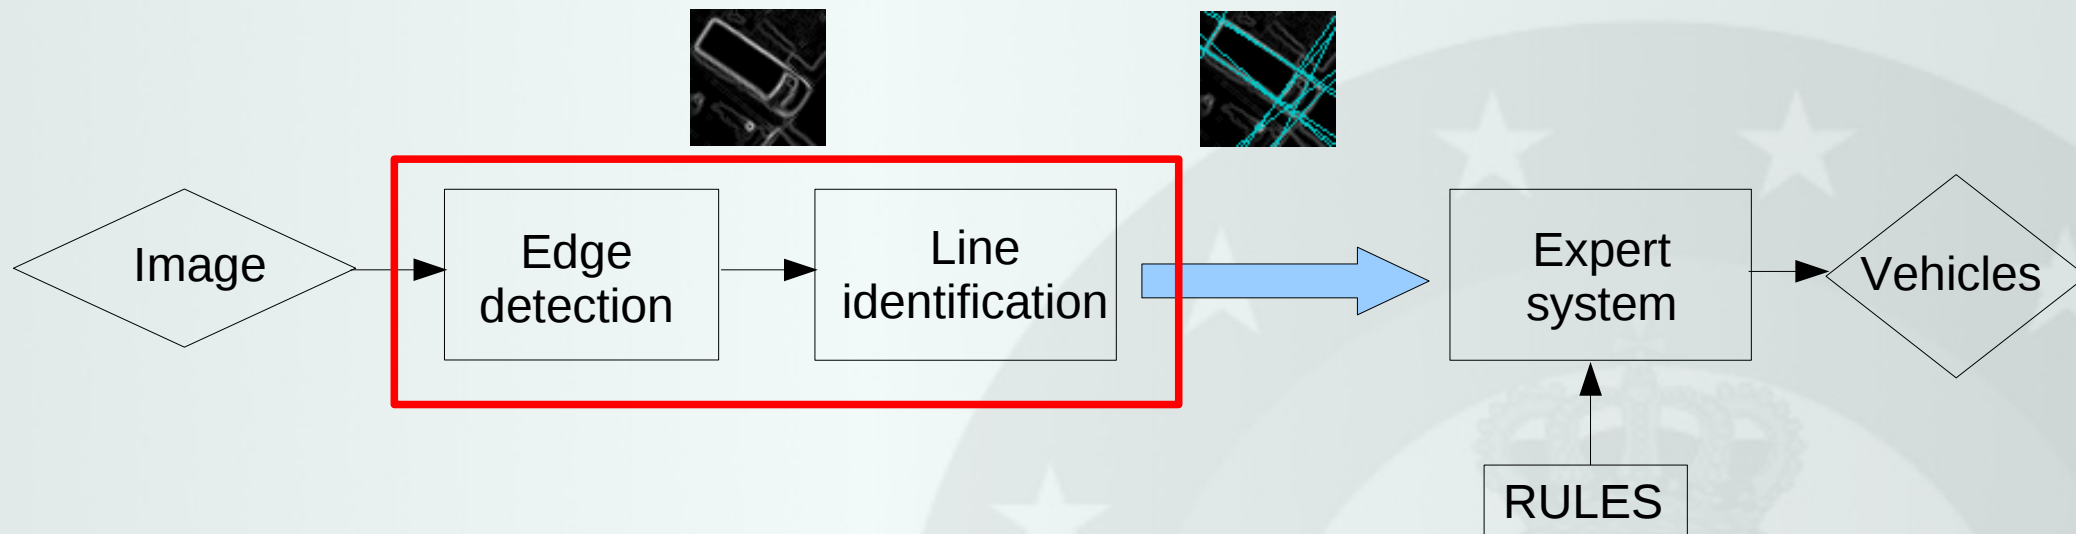 Image
Edge
detection
Line
identification
Expert
system
Vehicles
RULES